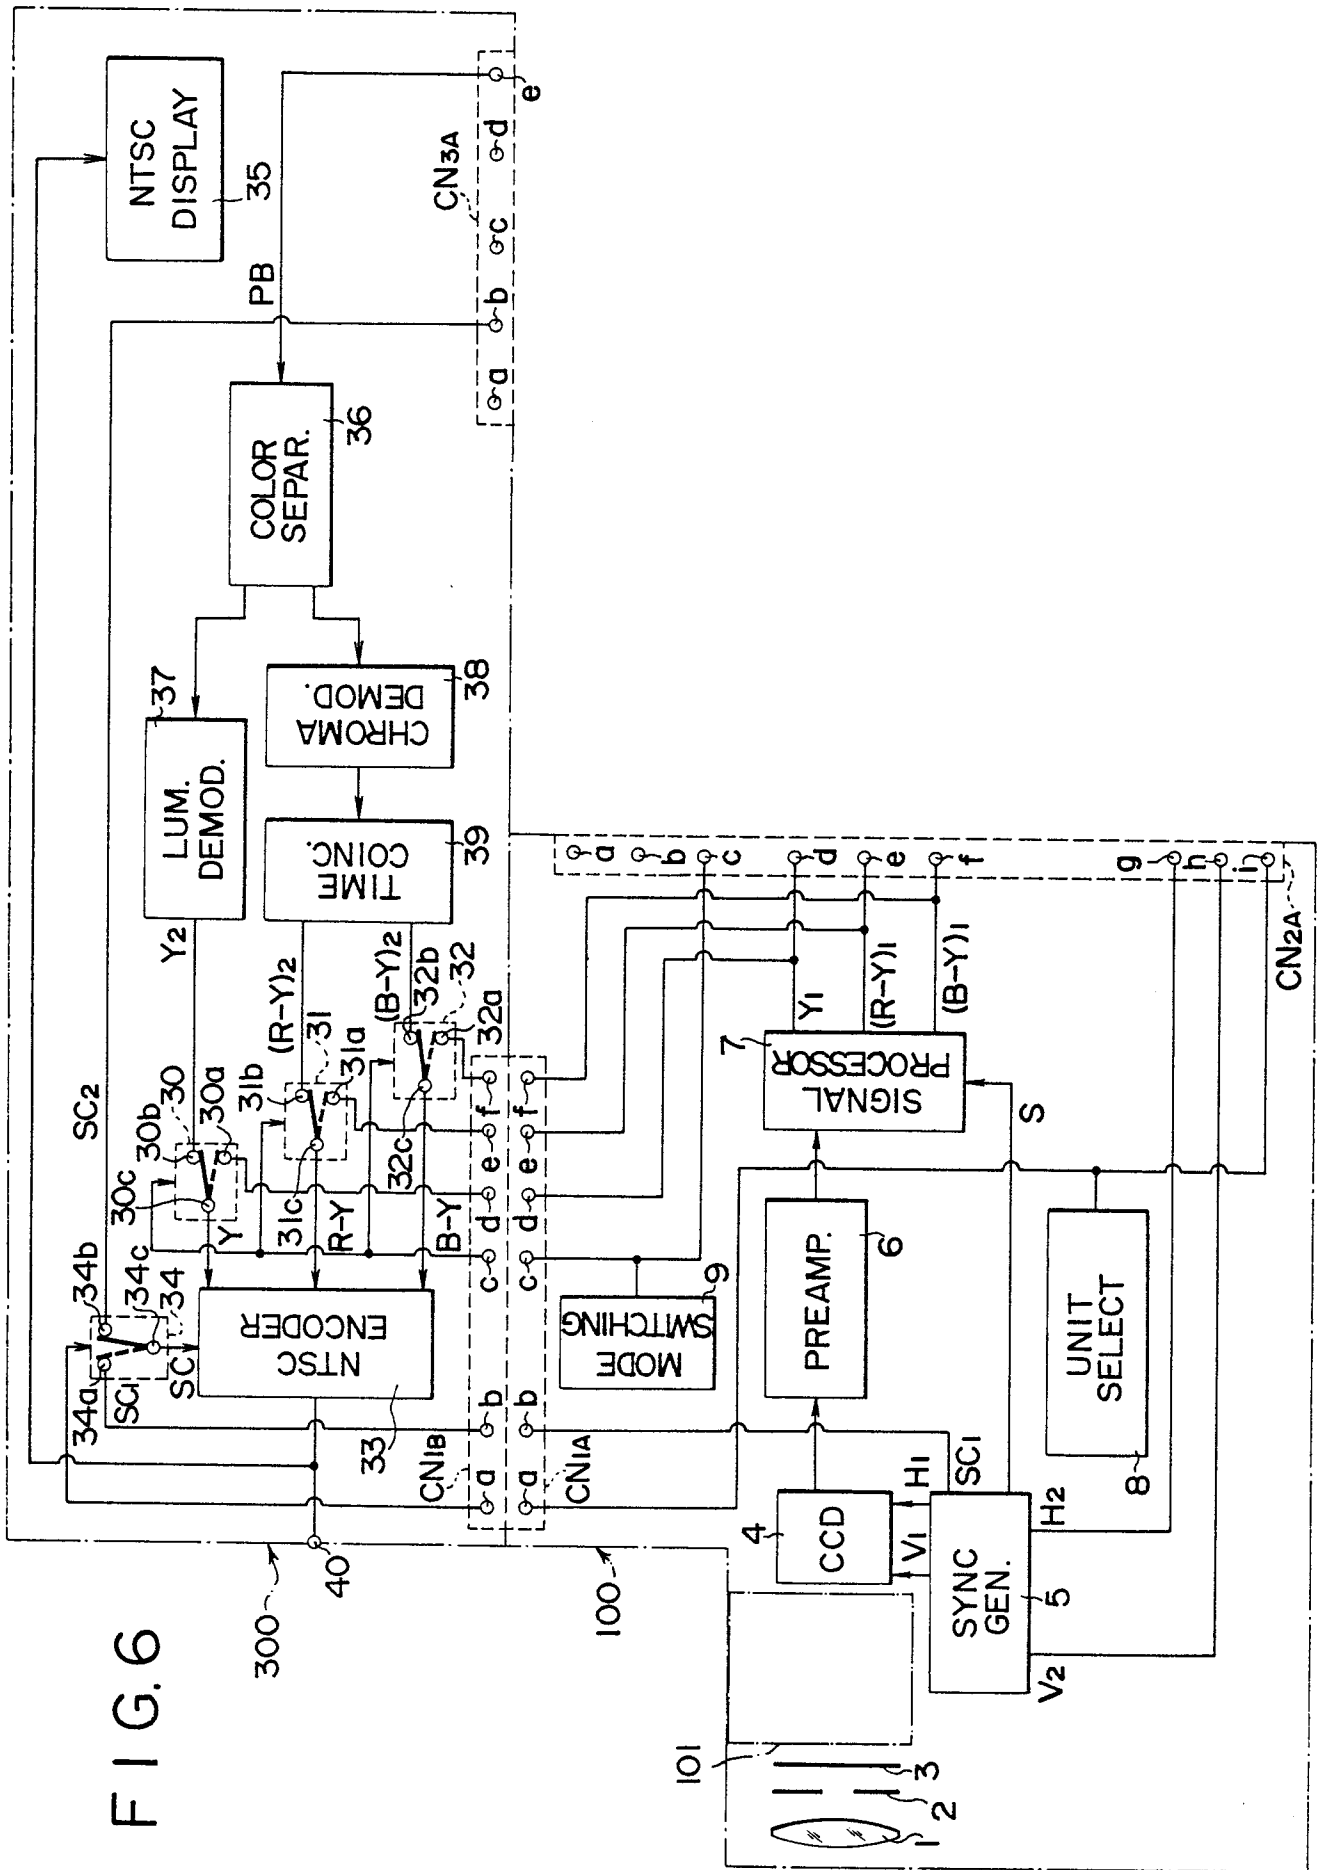 FIG. 6
300
40
NTSC
DISPLAY
35
PB
SC2
COLOR
SEPAR.
36
LUM.
DEMOD.
37
Y2
CHROMA
DEMOD.
38
TIME
COINC.
39
(R-Y)2
(B-Y)2
30
30a
30b
30c
31
31a
31b
31c
32
32a
32b
32c
34
34a
34b
34c
SC1
SC
Y
R-Y
B-Y
NTSC
ENCODER
33
CN3A
a
b
c
d
e
CN1B
a
b
c
d
e
f
CN1A
a
b
c
d
e
f
100
MODE
SWITCHING
9
CCD
4
PREAMP.
6
SIGNAL
PROCESSOR
7
Y1
(R-Y)1
(B-Y)1
S
SYNC
GEN.
5
V1
H1
SC1
H2
V2
UNIT
SELECT
8
CN2A
a
b
c
d
e
f
g
h
i
101
1
2
3